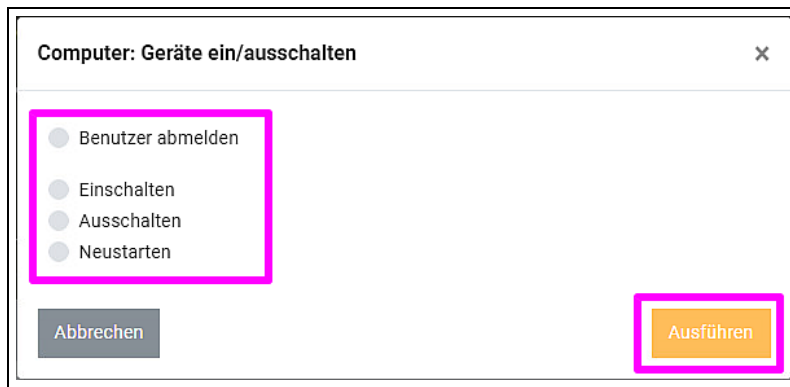 Computer: Geräte ein/ausschalten ×
Benutzer abmelden
Einschalten
Ausschalten
Neustarten
Abbrechen Ausführen